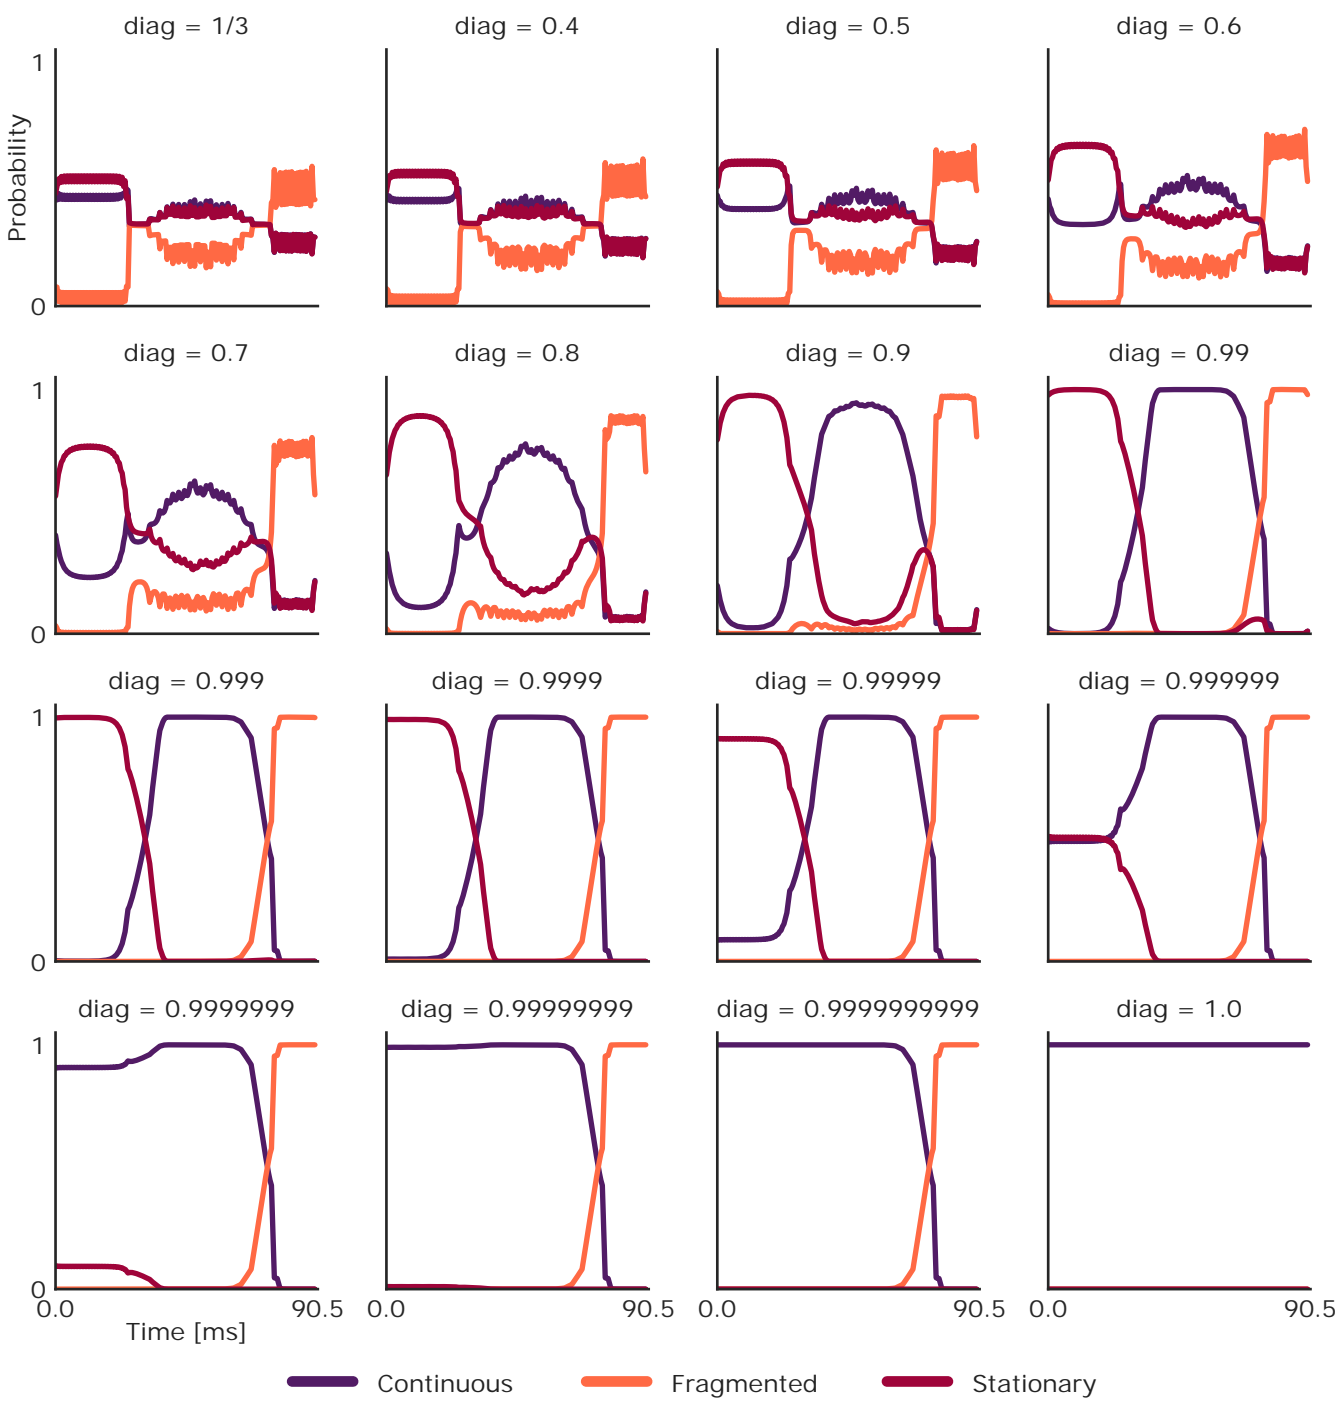 diag = 1/3 diag = 0.4 diag = 0.5 diag = 0.6
1
Probability
0
diag = 0.7 diag = 0.8 diag = 0.9 diag = 0.99
1
0
diag = 0.999 diag = 0.9999 diag = 0.99999 diag = 0.999999
1
0
diag = 0.9999999 diag = 0.99999999 diag = 0.9999999999 diag = 1.0
1
0
0.0 90.5 0.0 90.5 0.0 90.5 0.0 90.5
Time [ms]
Continuous Fragmented Stationary